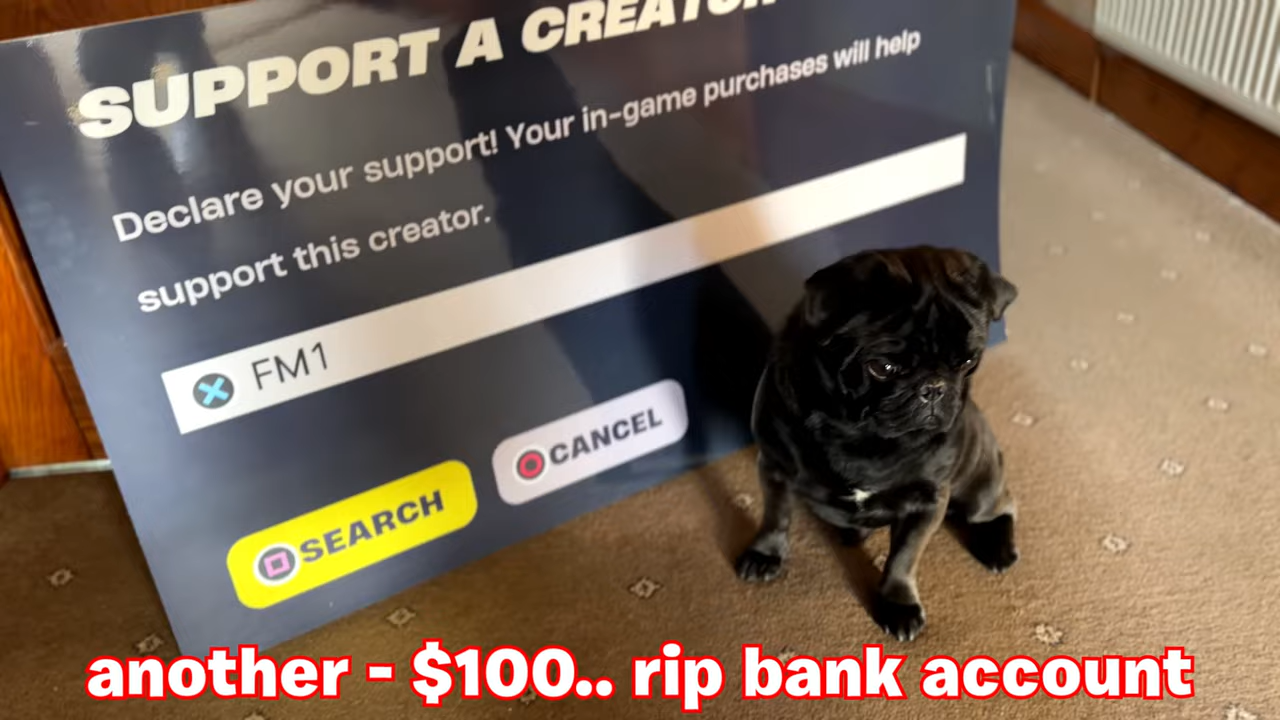 SUPPORT A CREATOR
Declare your support! Your in-game purchases will help
support this creator.
FM1
CANCEL
SEARCH
another - $100.. rip bank account